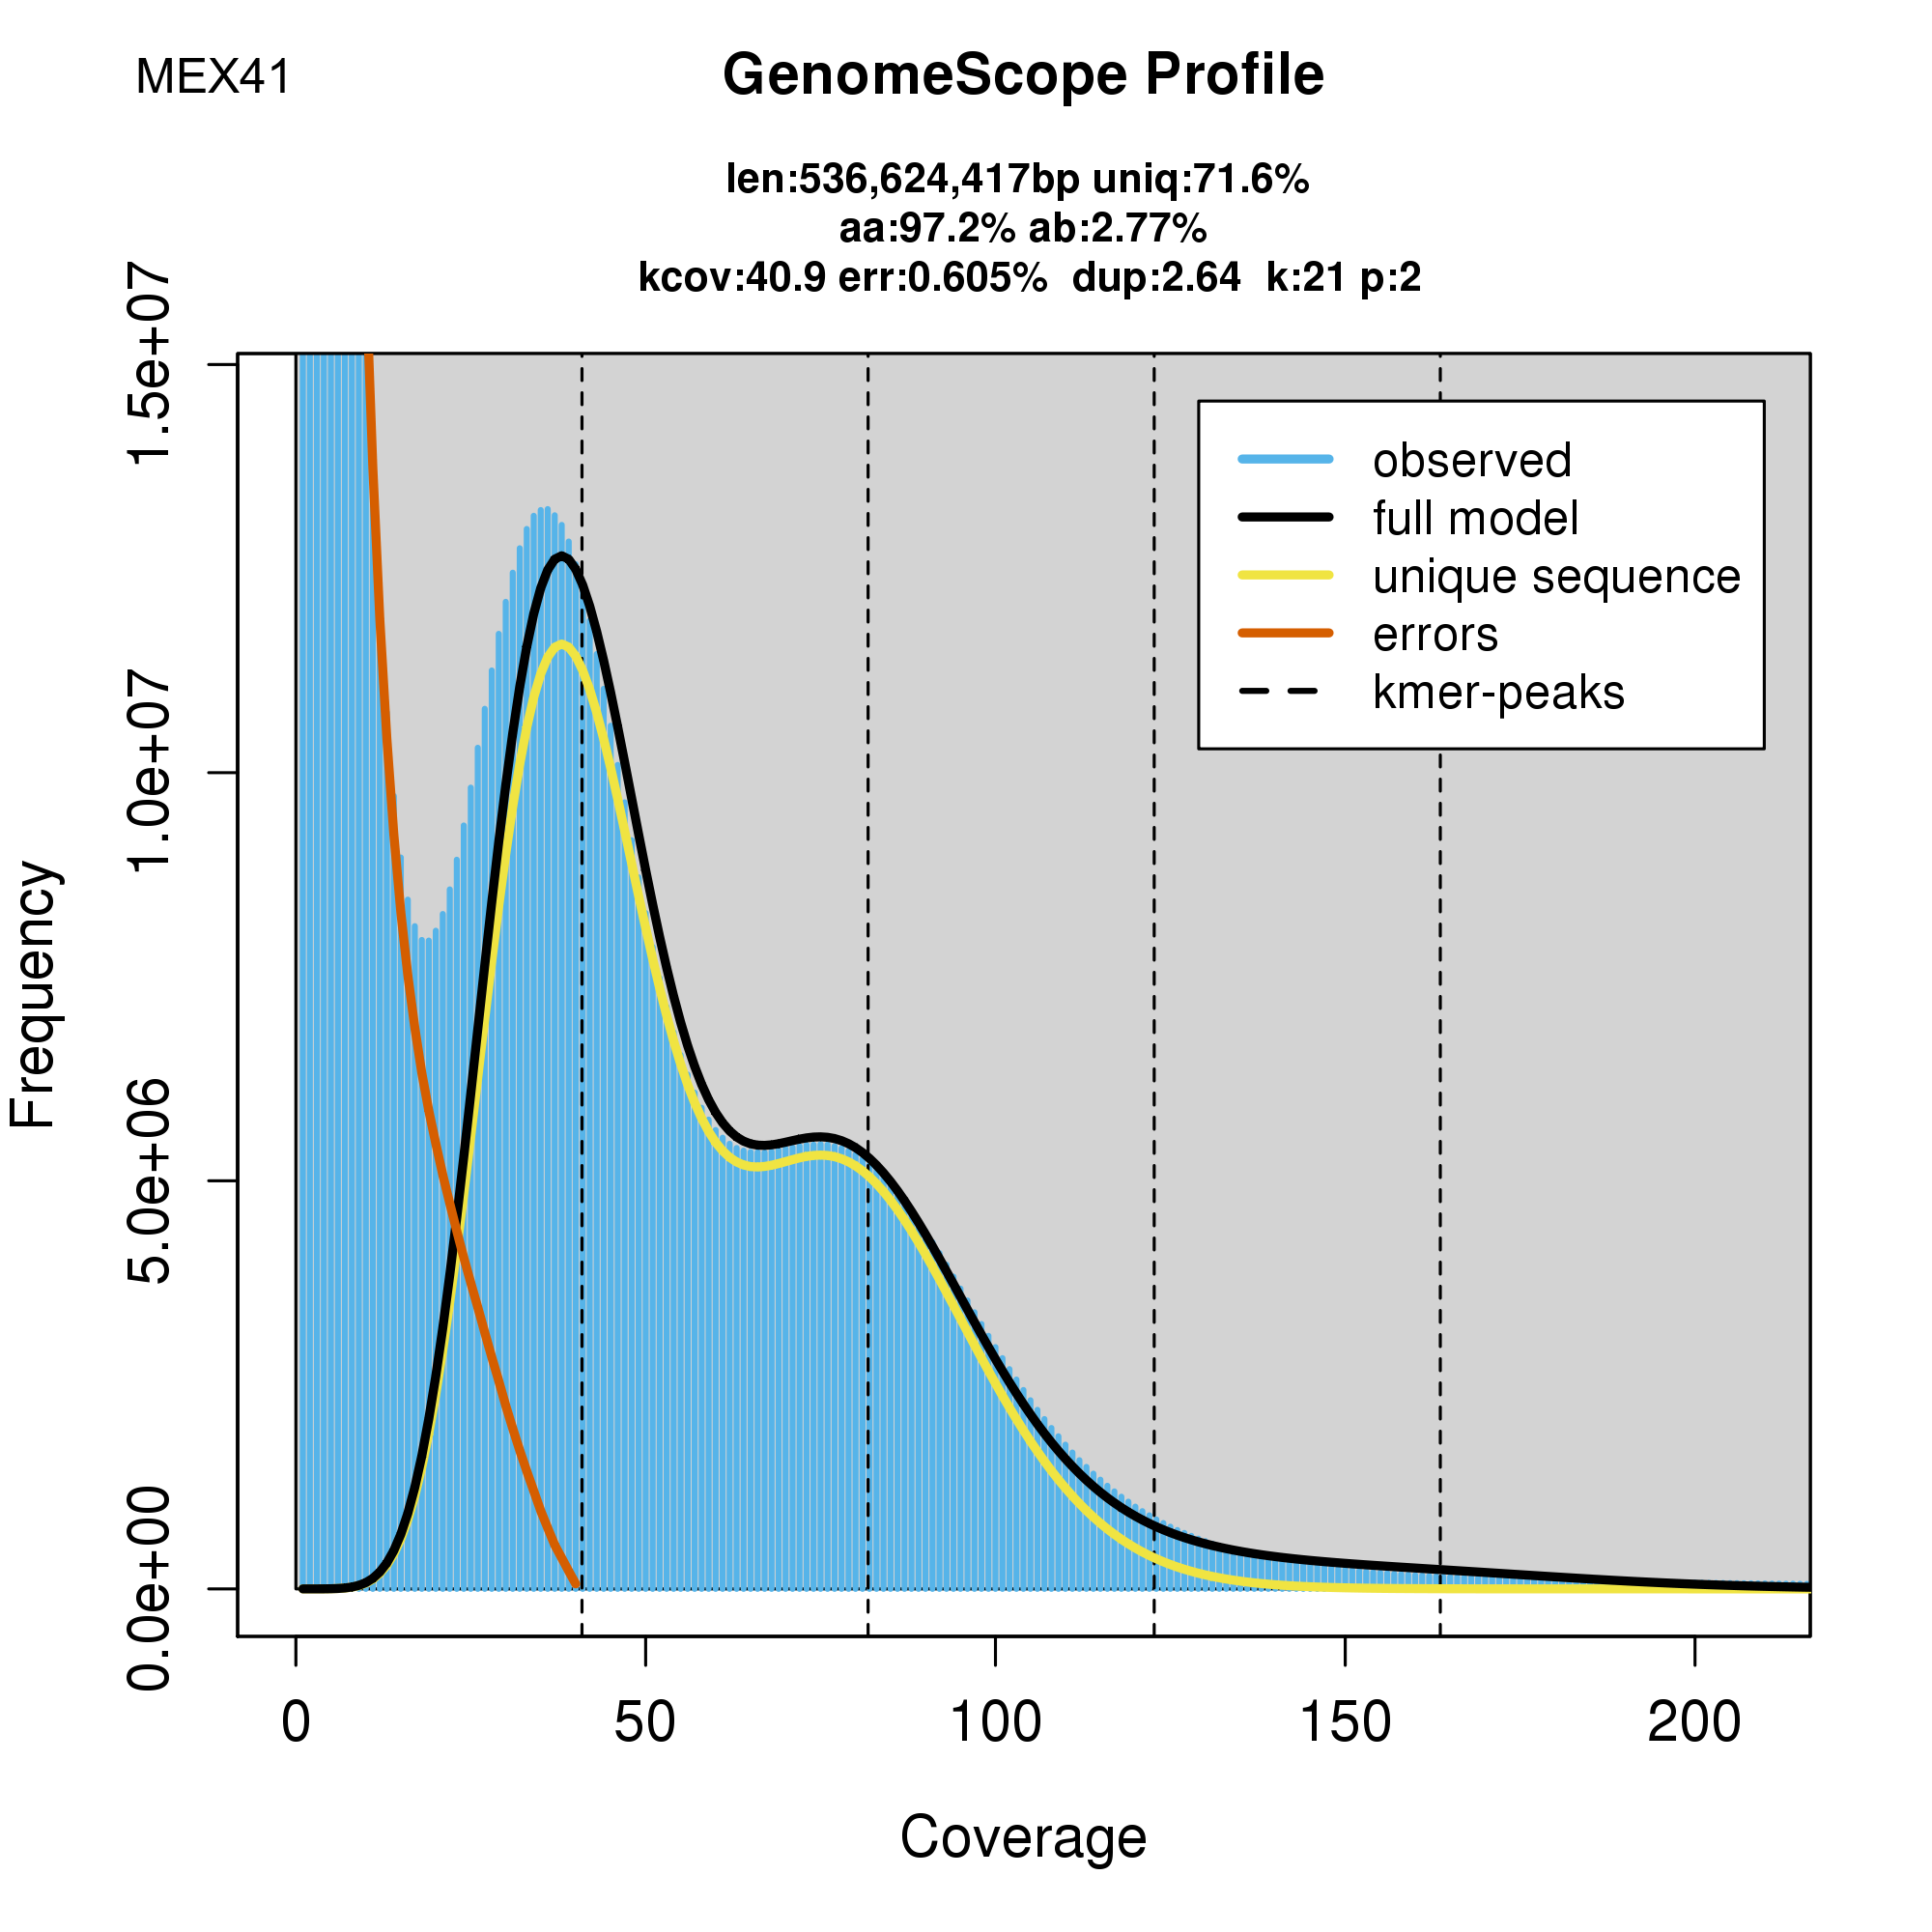 MEX41
GenomeScope Profile
len:536,624,417bp uniq:71.6%
aa:97.2% ab:2.77%
kcov:40.9 err:0.605%  dup:2.64  k:21 p:2
observed
full model
unique sequence
errors
kmer-peaks
Frequency
1.5e+07
1.0e+07
5.0e+06
0.0e+00
0 50 100 150 200
Coverage